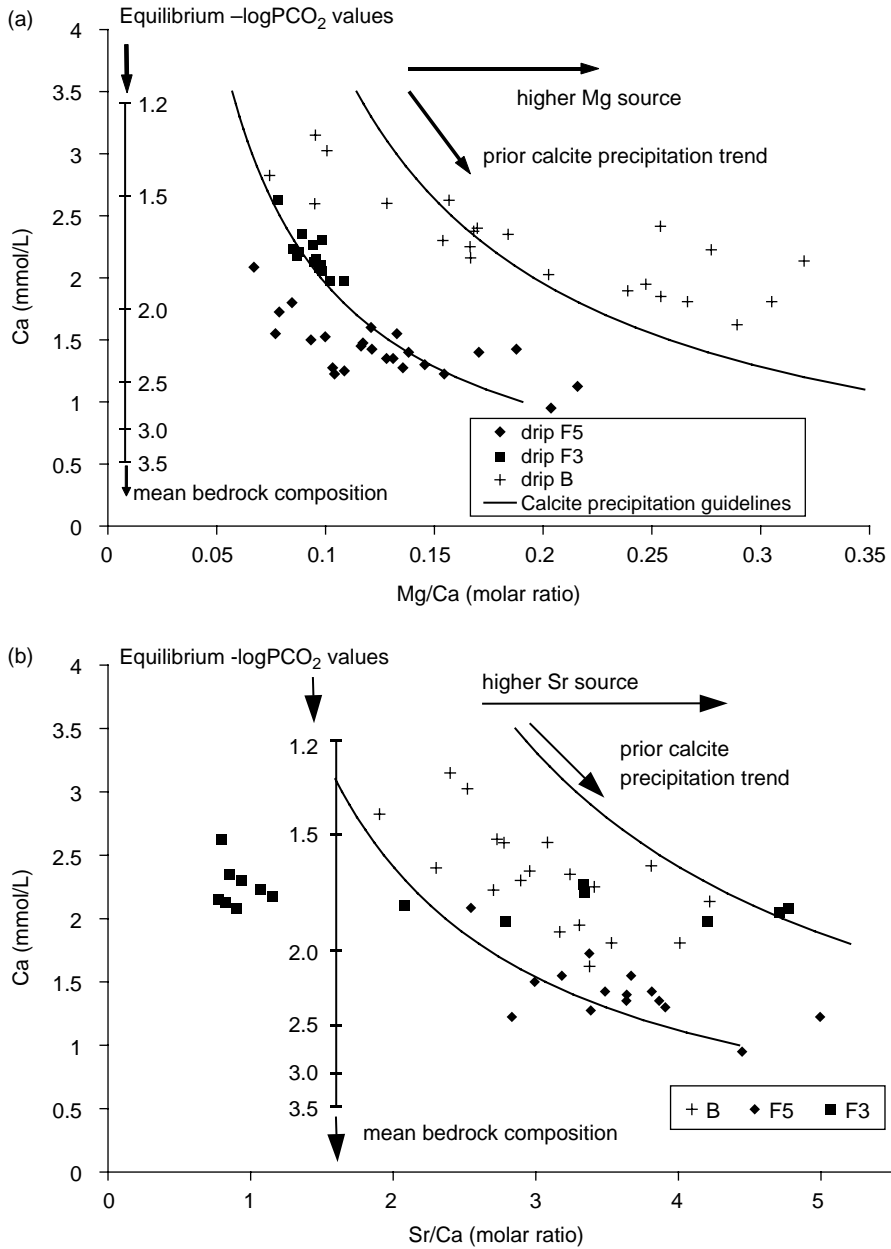 (a)
Equilibrium –logPCO₂ values
4
3.5
3
2.5
2
1.5
1
0.5
0
Ca (mmol/L)
1.2
1.5
2.0
2.5
3.0
3.5
mean bedrock composition
higher Mg source
prior calcite precipitation trend
drip F5
drip F3
drip B
Calcite precipitation guidelines
0 0.05 0.1 0.15 0.2 0.25 0.3 0.35
Mg/Ca (molar ratio)
(b)
Equilibrium -logPCO₂ values
4
3.5
3
2.5
2
1.5
1
0.5
0
Ca (mmol/L)
1.2
1.5
2.0
2.5
3.0
3.5
mean bedrock composition
higher Sr source
prior calcite
precipitation trend
B F5 F3
0 1 2 3 4 5
Sr/Ca (molar ratio)